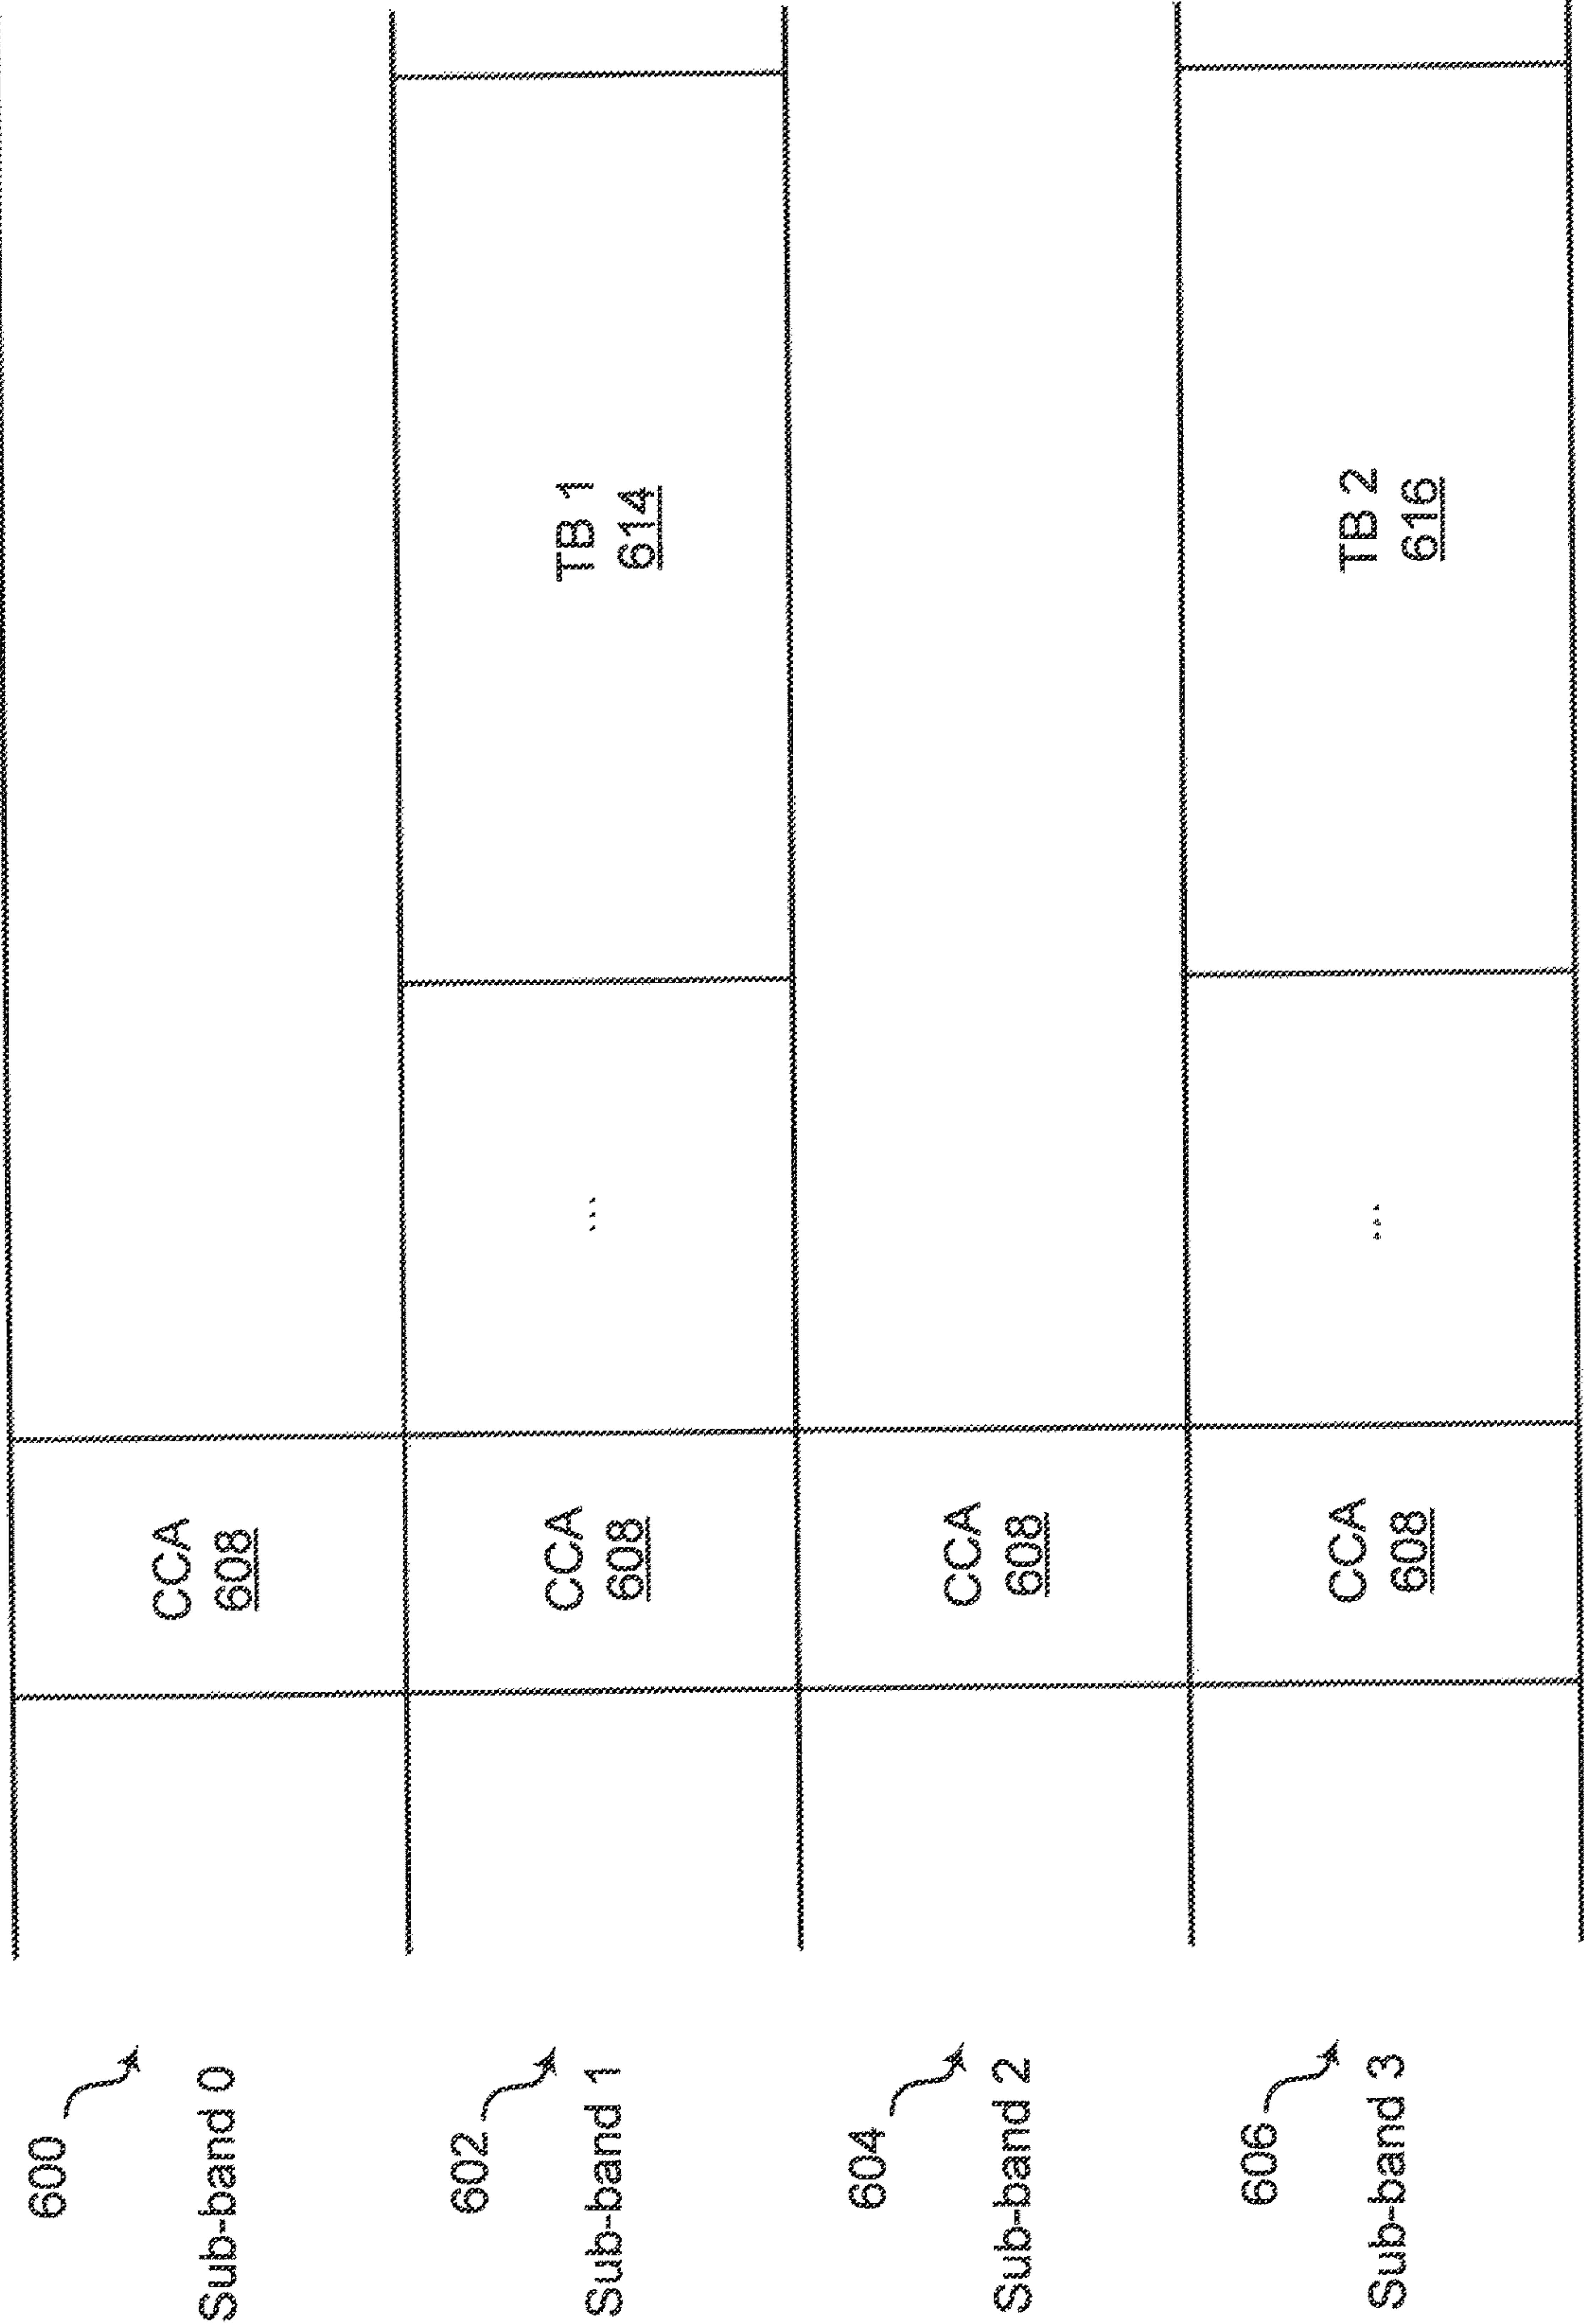 600
Sub-band 0
CCA
608
602
Sub-band 1
CCA
608
...
TB 1
614
604
Sub-band 2
CCA
608
606
Sub-band 3
CCA
608
...
TB 2
616